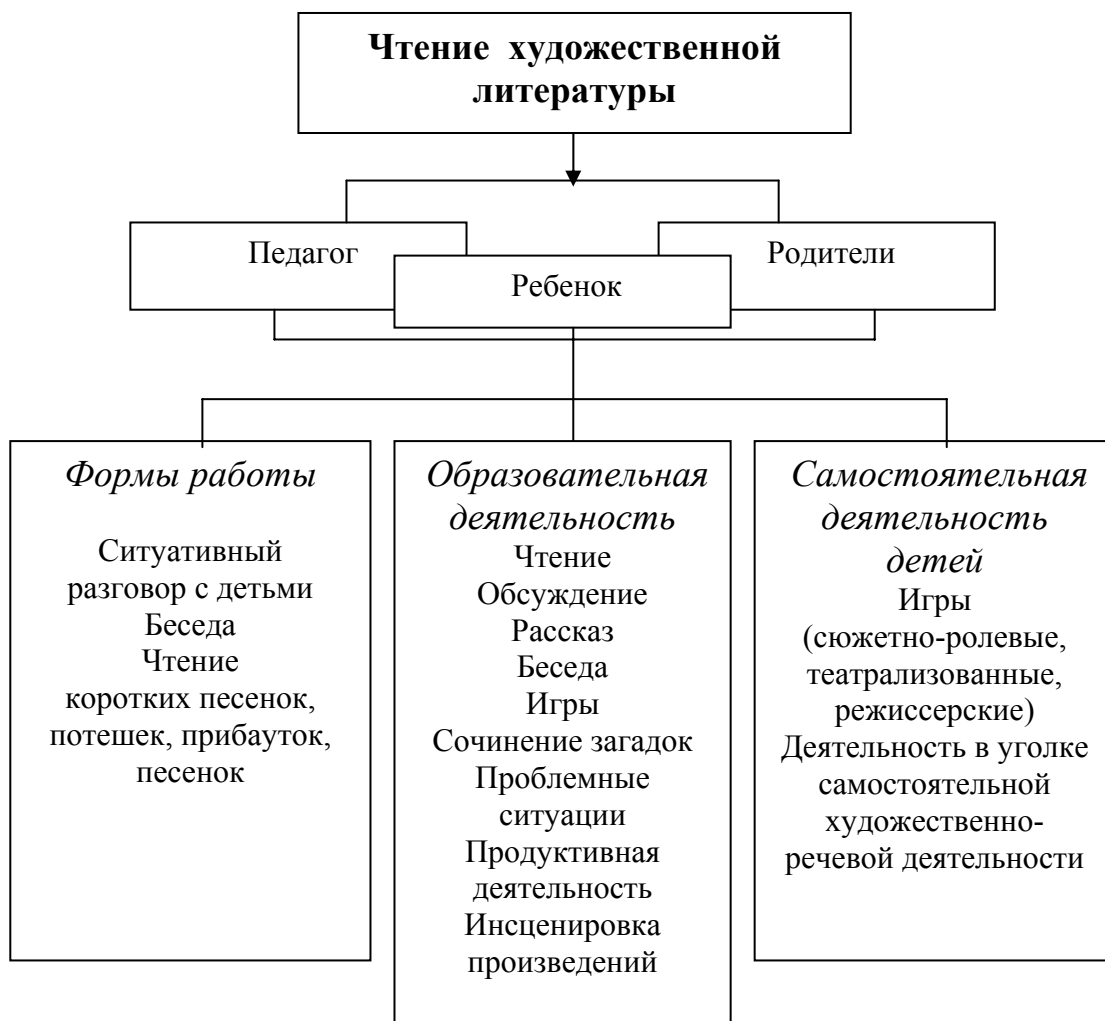 Чтение художественной
литературы
Педагог
Родители
Ребенок
Формы работы
Ситуативный
разговор с детьми
Беседа
Чтение
коротких песенок,
потешек, прибауток,
песенок
Образовательная
деятельность
Чтение
Обсуждение
Рассказ
Беседа
Игры
Сочинение загадок
Проблемные
ситуации
Продуктивная
деятельность
Инсценировка
произведений
Самостоятельная
деятельность
детей
Игры
(сюжетно-ролевые,
театрализованные,
режиссерские)
Деятельность в уголке
самостоятельной
художественно-
речевой деятельности